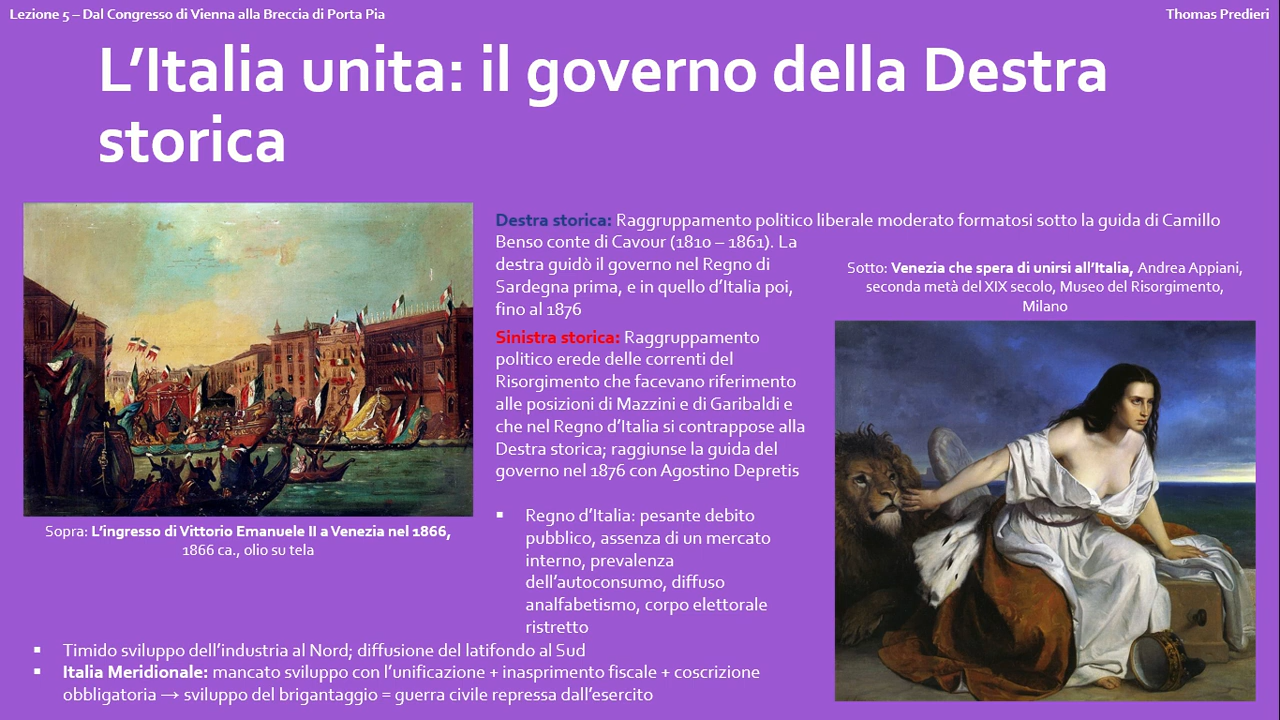 Lezione 5 – Dal Congresso di Vienna alla Breccia di Porta Pia
Thomas Predieri
L’Italia unita: il governo della Destra
storica
Destra storica: Raggruppamento politico liberale moderato formatosi sotto la guida di Camillo
Benso conte di Cavour (1810 – 1861). La
destra guidò il governo nel Regno di
Sardegna prima, e in quello d’Italia poi,
fino al 1876
Sinistra storica: Raggruppamento
politico erede delle correnti del
Risorgimento che facevano riferimento
alle posizioni di Mazzini e di Garibaldi e
che nel Regno d’Italia si contrappose alla
Destra storica; raggiunse la guida del
governo nel 1876 con Agostino Depretis
Sotto: Venezia che spera di unirsi all’Italia, Andrea Appiani,
seconda metà del XIX secolo, Museo del Risorgimento,
Milano
Sopra: L’ingresso di Vittorio Emanuele II a Venezia nel 1866,
1866 ca., olio su tela
▪ Regno d’Italia: pesante debito
pubblico, assenza di un mercato
interno, prevalenza
dell’autoconsumo, diffuso
analfabetismo, corpo elettorale
ristretto
▪ Timido sviluppo dell’industria al Nord; diffusione del latifondo al Sud
▪ Italia Meridionale: mancato sviluppo con l’unificazione + inasprimento fiscale + coscrizione
obbligatoria → sviluppo del brigantaggio = guerra civile repressa dall’esercito